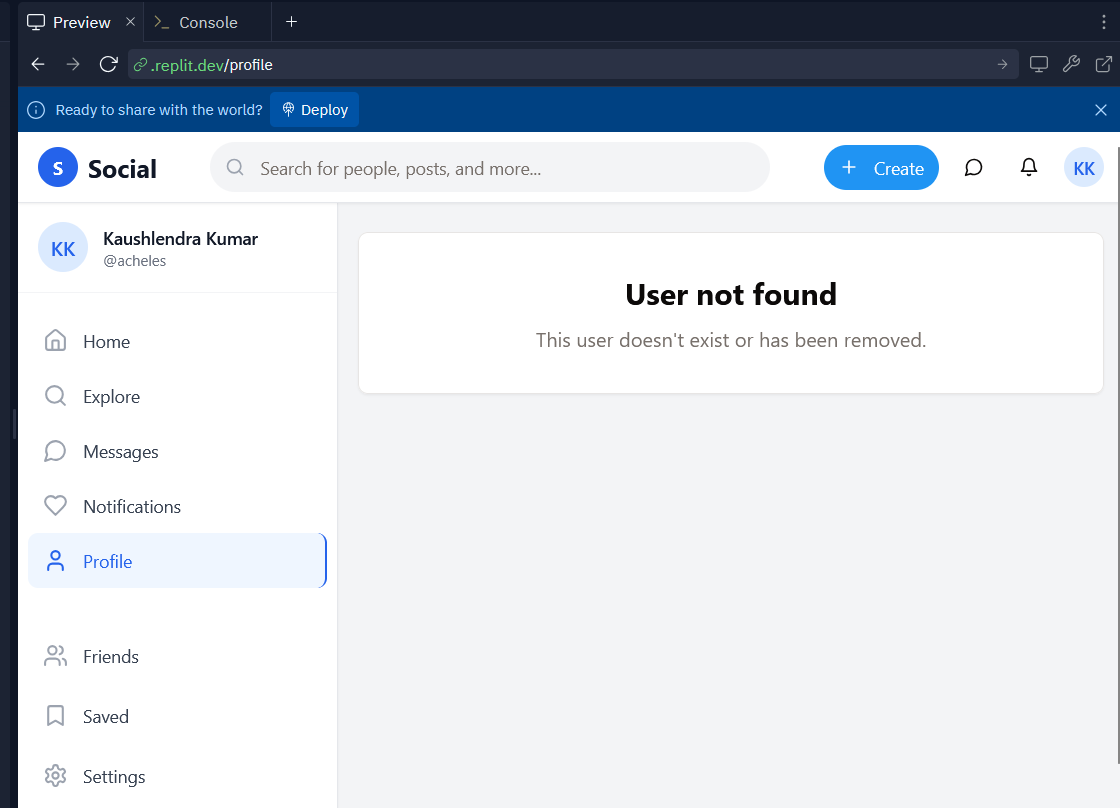 Preview
Console
.replit.dev/profile
Ready to share with the world? Deploy
S Social
Search for people, posts, and more...
Create
KK
KK
Kaushlendra Kumar
@acheles
User not found
This user doesn't exist or has been removed.
Home
Explore
Messages
Notifications
Profile
Friends
Saved
Settings